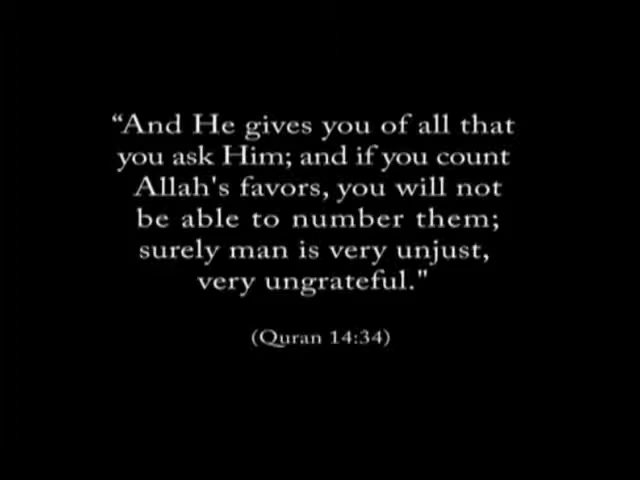 “And He gives you of all that
you ask Him; and if you count
Allah's favors, you will not
be able to number them;
surely man is very unjust,
very ungrateful."
(Quran 14:34)